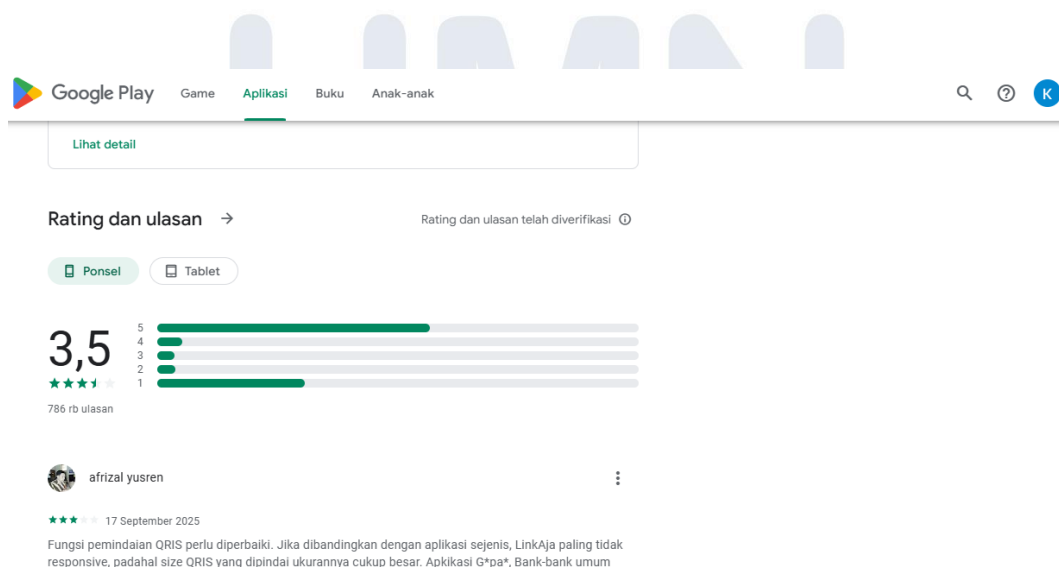 Google Play Game Aplikasi Buku Anak-anak K
Lihat detail
Rating dan ulasan → Rating dan ulasan telah diverifikasi
Ponsel Tablet
3,5
5
4
3
2
1
786 rb ulasan
afrizal yusren
17 September 2025
Fungsi pemindaian QRIS perlu diperbaiki. Jika dibandingkan dengan aplikasi sejenis, LinkAja paling tidak
responsive, padahal size QRIS yang dipindai ukurannya cukup besar. Apkikasi G*pa*, Bank-bank umum